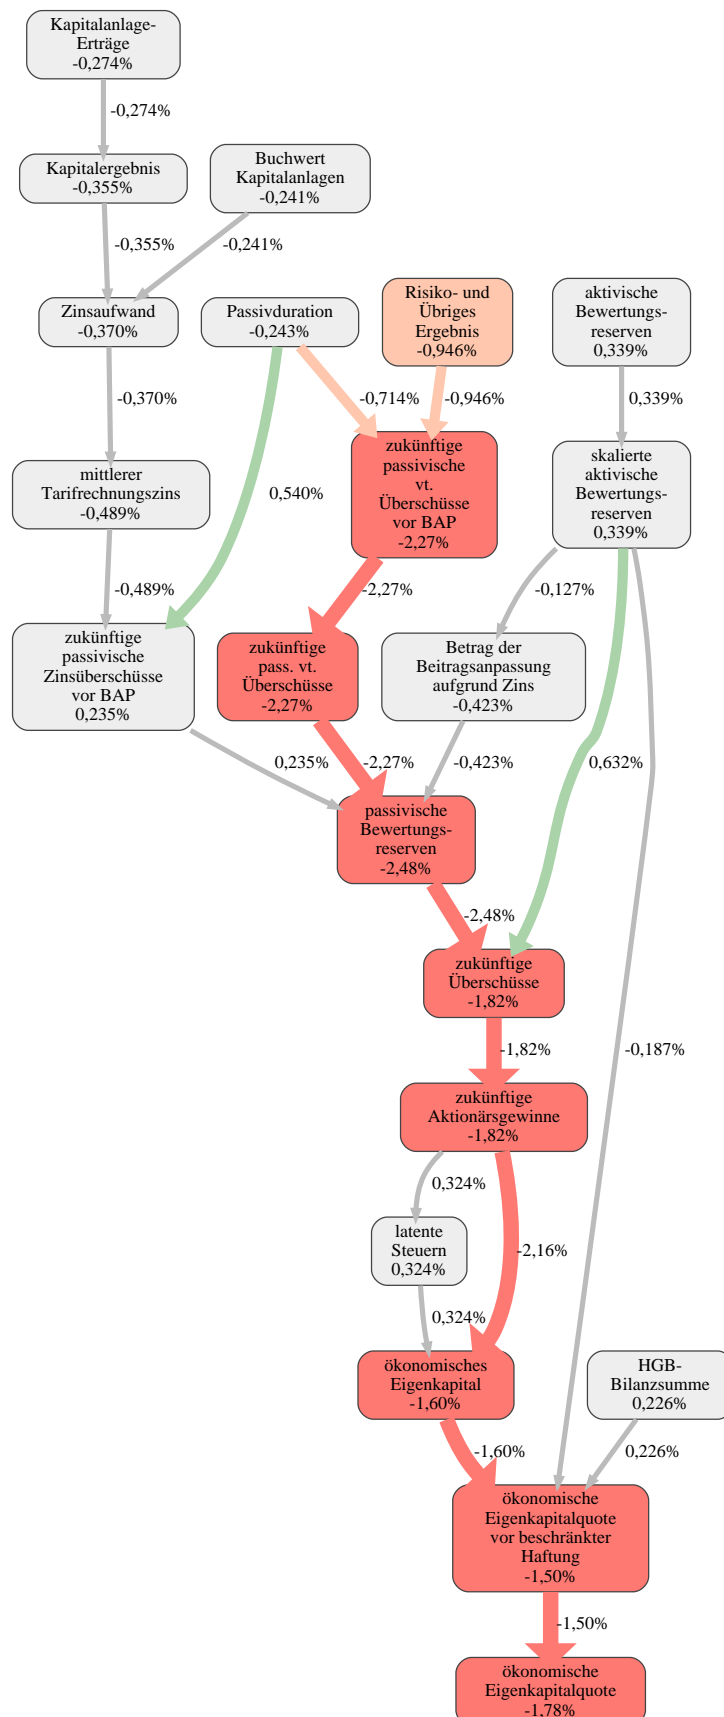 Kapitalanlage-
Erträge
-0,274%
-0,274%
Kapitalergebnis
-0,355%
Buchwert
Kapitalanlagen
-0,241%
-0,355%
-0,241%
Zinsaufwand
-0,370%
Passivduration
-0,243%
Risiko- und
Übriges
Ergebnis
-0,946%
aktivische
Bewertungs-
reserven
0,339%
-0,370%
-0,714%
-0,946%
0,339%
mittlerer
Tarifrechnungszins
-0,489%
0,540%
zukünftige
passivische
vt.
Überschüsse
vor BAP
-2,27%
skalierte
aktivische
Bewertungs-
reserven
0,339%
-0,489%
-2,27%
-0,127%
zukünftige
passivische
Zinsüberschüsse
vor BAP
0,235%
zukünftige
pass. vt.
Überschüsse
-2,27%
Betrag der
Beitragsanpassung
aufgrund Zins
-0,423%
0,235%
-2,27%
-0,423%
0,632%
passivische
Bewertungs-
reserven
-2,48%
-2,48%
zukünftige
Überschüsse
-1,82%
-1,82%
-0,187%
zukünftige
Aktionärsgewinne
-1,82%
0,324%
latente
Steuern
0,324%
-2,16%
0,324%
ökonomisches
Eigenkapital
-1,60%
HGB-
Bilanzsumme
0,226%
-1,60%
0,226%
ökonomische
Eigenkapitalquote
vor beschränkter
Haftung
-1,50%
-1,50%
ökonomische
Eigenkapitalquote
-1,78%